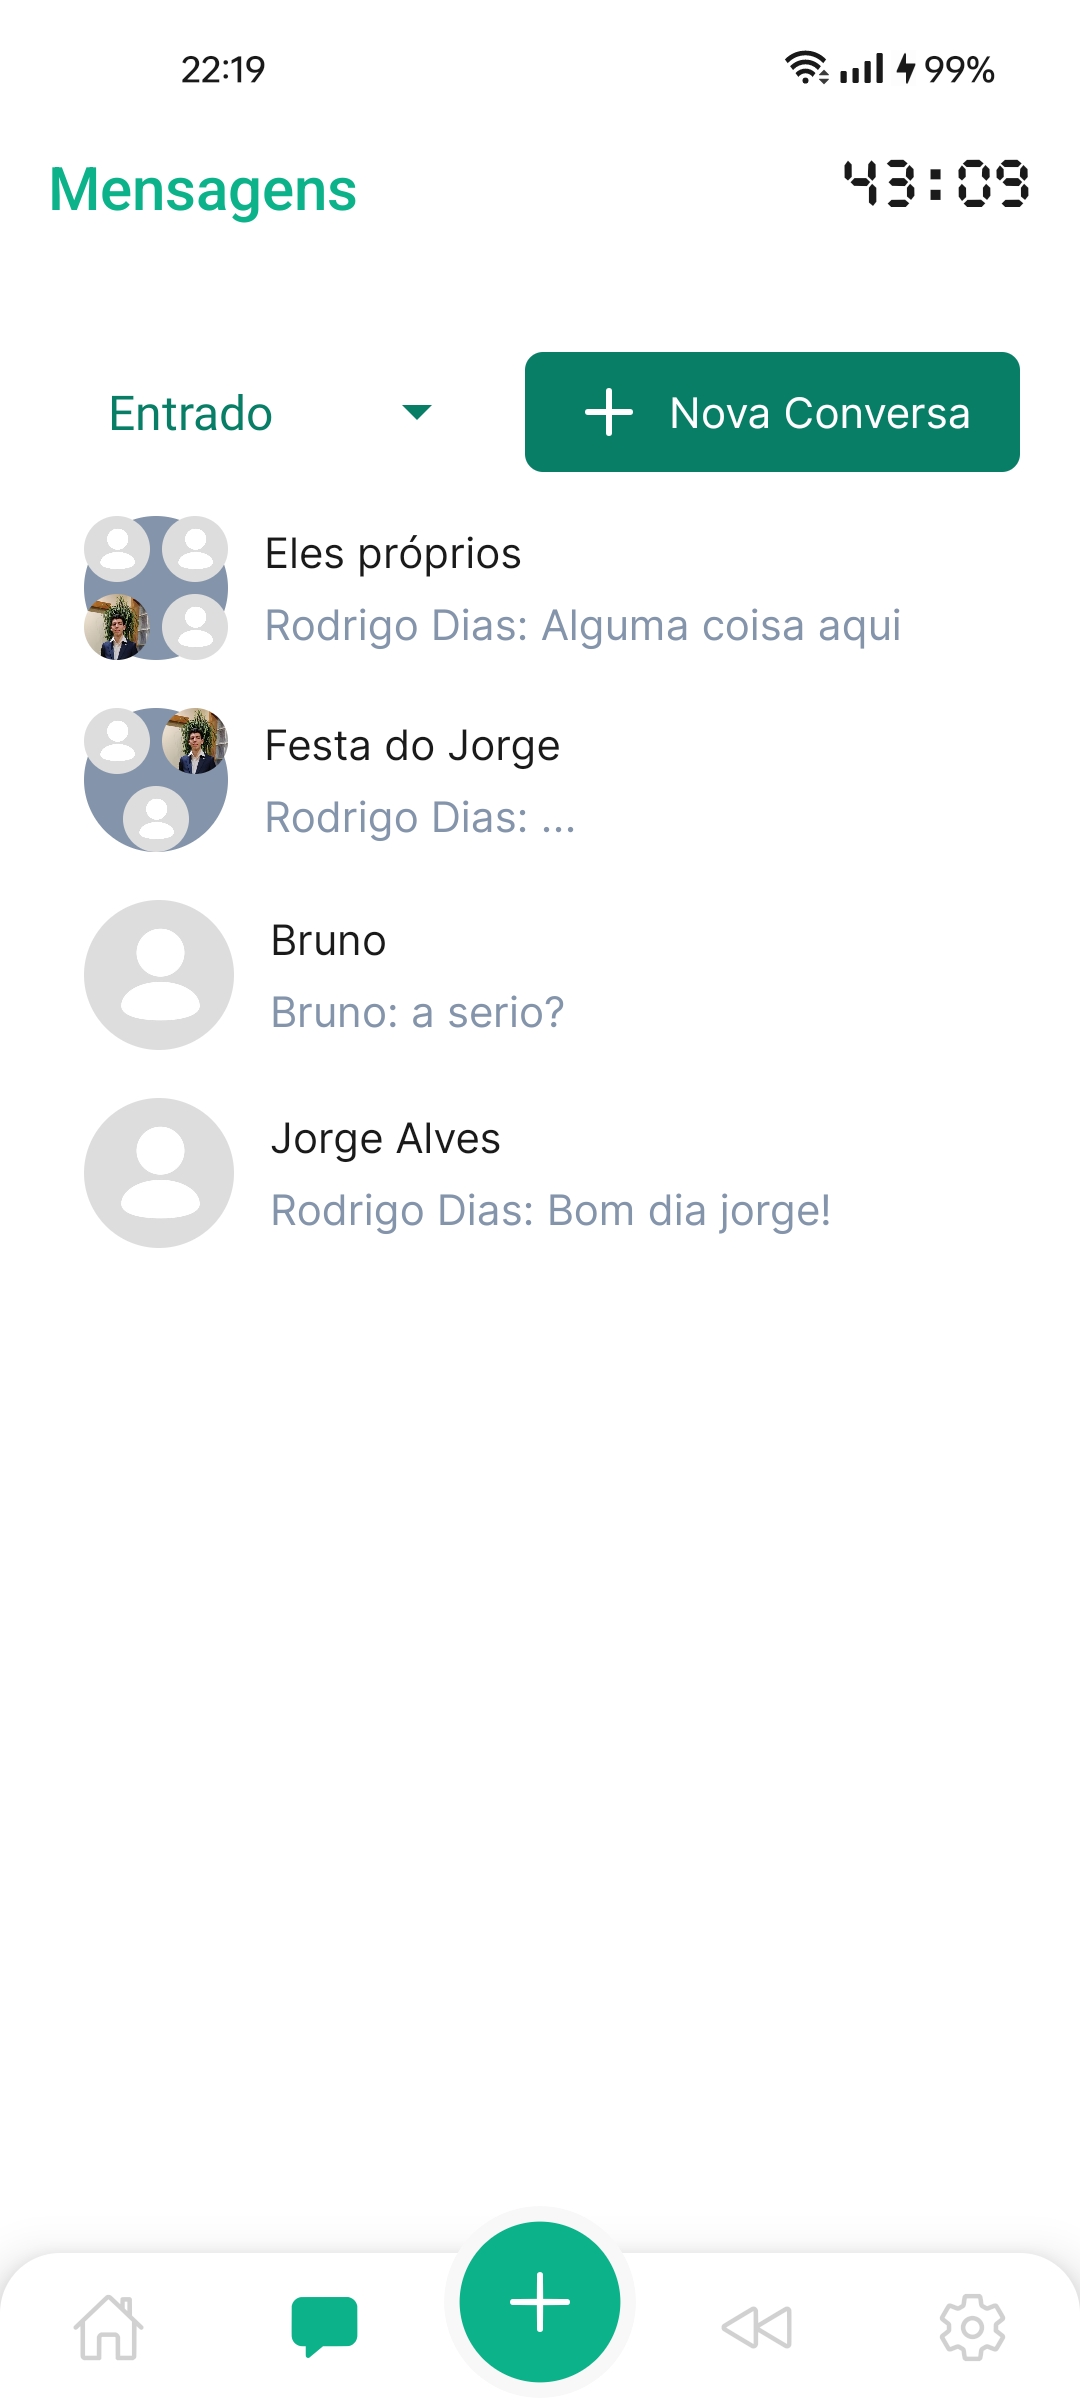 22:19
99%
Mensagens
43:09
Entrado
Nova Conversa
Eles próprios
Rodrigo Dias: Alguma coisa aqui
Festa do Jorge
Rodrigo Dias: ...
Bruno
Bruno: a serio?
Jorge Alves
Rodrigo Dias: Bom dia jorge!